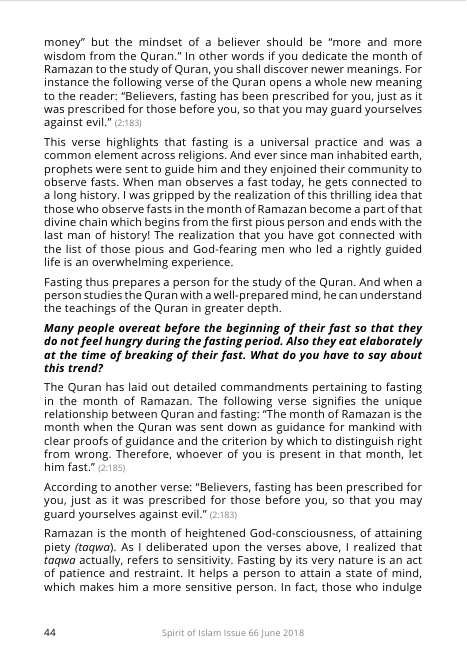 money” but the mindset of a believer should be “more and more
wisdom from the Quran.” In other words if you dedicate the month of
Ramazan to the study of Quran, you shall discover newer meanings. For
instance the following verse of the Quran opens a whole new meaning
to the reader: “Believers, fasting has been prescribed for you, just as it
was prescribed for those before you, so that you may guard yourselves
against evil.” (2:183)
This verse highlights that fasting is a universal practice and was a
common element across religions. And ever since man inhabited earth,
prophets were sent to guide him and they enjoined their community to
observe fasts. When man observes a fast today, he gets connected to
a long history. I was gripped by the realization of this thrilling idea that
those who observe fasts in the month of Ramazan become a part of that
divine chain which begins from the first pious person and ends with the
last man of history! The realization that you have got connected with
the list of those pious and God-fearing men who led a rightly guided
life is an overwhelming experience.
Fasting thus prepares a person for the study of the Quran. And when a
person studies the Quran with a well-prepared mind, he can understand
the teachings of the Quran in greater depth.
Many people overeat before the beginning of their fast so that they
do not feel hungry during the fasting period. Also they eat elaborately
at the time of breaking of their fast. What do you have to say about
this trend?
The Quran has laid out detailed commandments pertaining to fasting
in the month of Ramazan. The following verse signifies the unique
relationship between Quran and fasting: “The month of Ramazan is the
month when the Quran was sent down as guidance for mankind with
clear proofs of guidance and the criterion by which to distinguish right
from wrong. Therefore, whoever of you is present in that month, let
him fast.” (2:185)
According to another verse: “Believers, fasting has been prescribed for
you, just as it was prescribed for those before you, so that you may
guard yourselves against evil.” (2:183)
Ramazan is the month of heightened God-consciousness, of attaining
piety (taqwa). As I deliberated upon the verses above, I realized that
taqwa actually, refers to sensitivity. Fasting by its very nature is an act
of patience and restraint. It helps a person to attain a state of mind,
which makes him a more sensitive person. In fact, those who indulge
44 Spirit of Islam Issue 66 June 2018